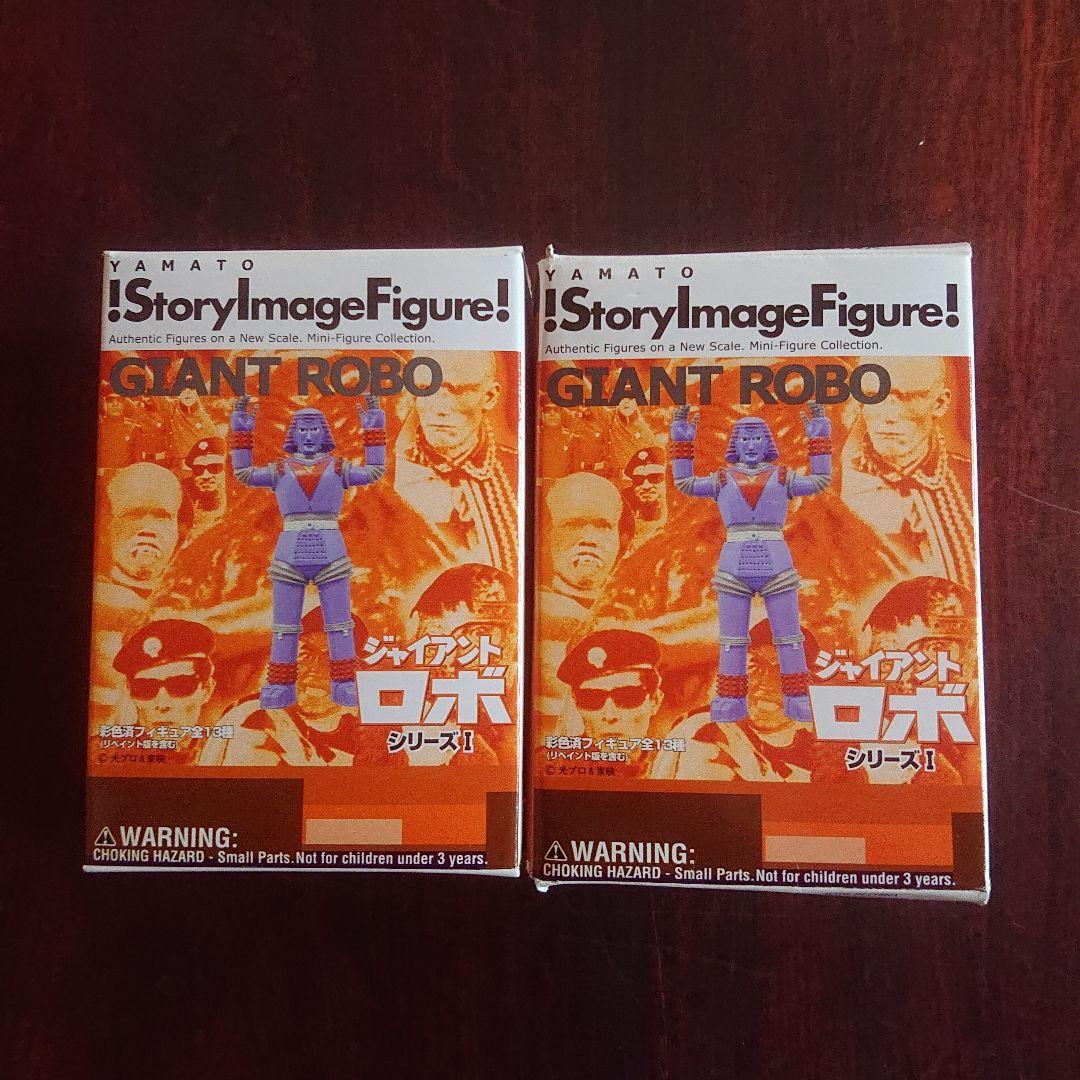 YAMATO
!StoryImageFigure!
Authentic Figures on a New Scale. Mini-Figure Collection.
GIANT ROBO
ジャイアント
ロボ
シリーズI
彩色済フィギュア全13種
(リペイント版を含む)
© 光プロ&東映
WARNING:
CHOKING HAZARD - Small Parts.Not for children under 3 years.
YAMATO
!StoryImageFigure!
Authentic Figures on a New Scale. Mini-Figure Collection.
GIANT ROBO
ジャイアント
ロボ
シリーズI
彩色済フィギュア全13種
(リペイント版を含む)
© 光プロ&東映
WARNING:
CHOKING HAZARD - Small Parts.Not for children under 3 years.